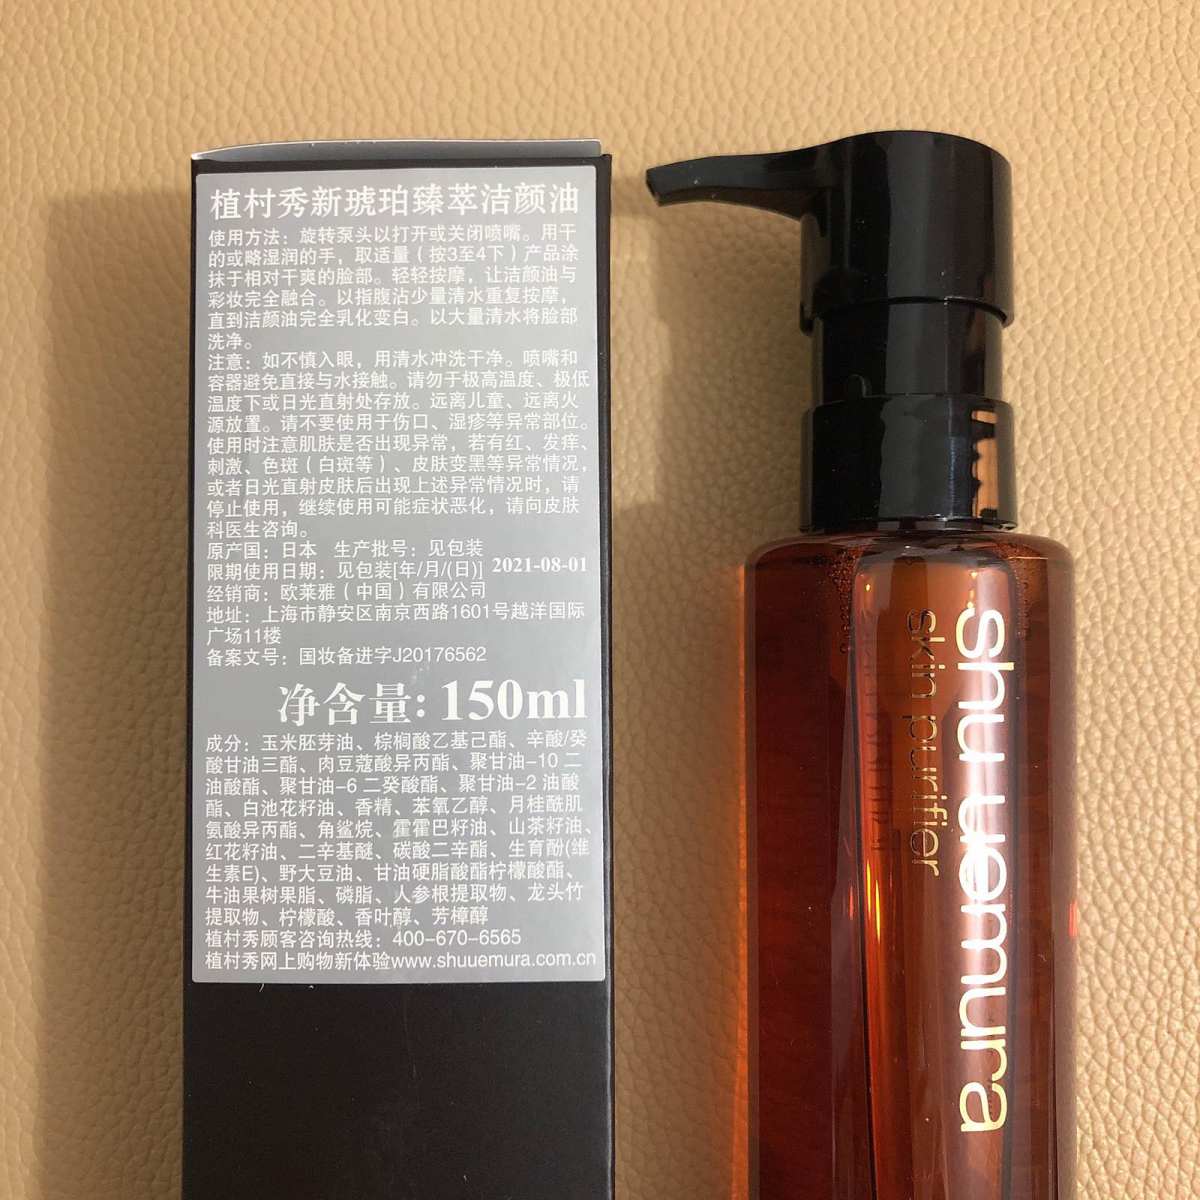 植村秀新琥珀臻萃洁颜油
使用方法：旋转泵头以打开或关闭喷嘴。用干
的或略湿润的手，取适量（按3至4下）产品涂
抹于相对干爽的脸部。轻轻按摩，让洁颜油与
彩妆完全融合。以指腹沾少量清水重复按摩，
直到洁颜油完全乳化变白。以大量清水将脸部
洗净。
注意：如不慎入眼，用清水冲洗干净。喷嘴和
容器避免直接与水接触。请勿于极高温度、极低
温度下或日光直射处存放。远离儿童、远离火
源放置。请不要使用于伤口、湿疹等异常部位。
使用时注意肌肤是否出现异常，若有红、发痒、
刺激、色斑（白斑等）、皮肤变黑等异常情况，
或者日光直射皮肤后出现上述异常情况时，请
停止使用，继续使用可能症状恶化，请向皮肤
科医生咨询。
原产国：日本 生产批号：见包装
限期使用日期：见包装[年/月/(日)] 2021-08-01
经销商：欧莱雅（中国）有限公司
地址：上海市静安区南京西路1601号越洋国际
广场11楼
备案文号：国妆备进字J20176562
净含量：150ml
成分：玉米胚芽油、棕榈酸乙基己酯、辛酸/癸
酸甘油三酯、肉豆蔻酸异丙酯、聚甘油-10 二
油酸酯、聚甘油-6 二癸酸酯、聚甘油-2 油酸
酯、白池花籽油、香精、苯氧乙醇、月桂酰肌
氨酸异丙酯、角鲨烷、霍霍巴籽油、山茶籽油、
红花籽油、二辛基醚、碳酸二辛酯、生育酚(维
生素E)、野大豆油、甘油硬脂酸酯柠檬酸酯、
牛油果树果脂、磷脂、人参根提取物、龙头竹
提取物、柠檬酸、香叶醇、芳樟醇
植村秀顾客咨询热线：400-670-6565
植村秀网上购物新体验www.shuuemura.com.cn
shu uemura
skin purifier